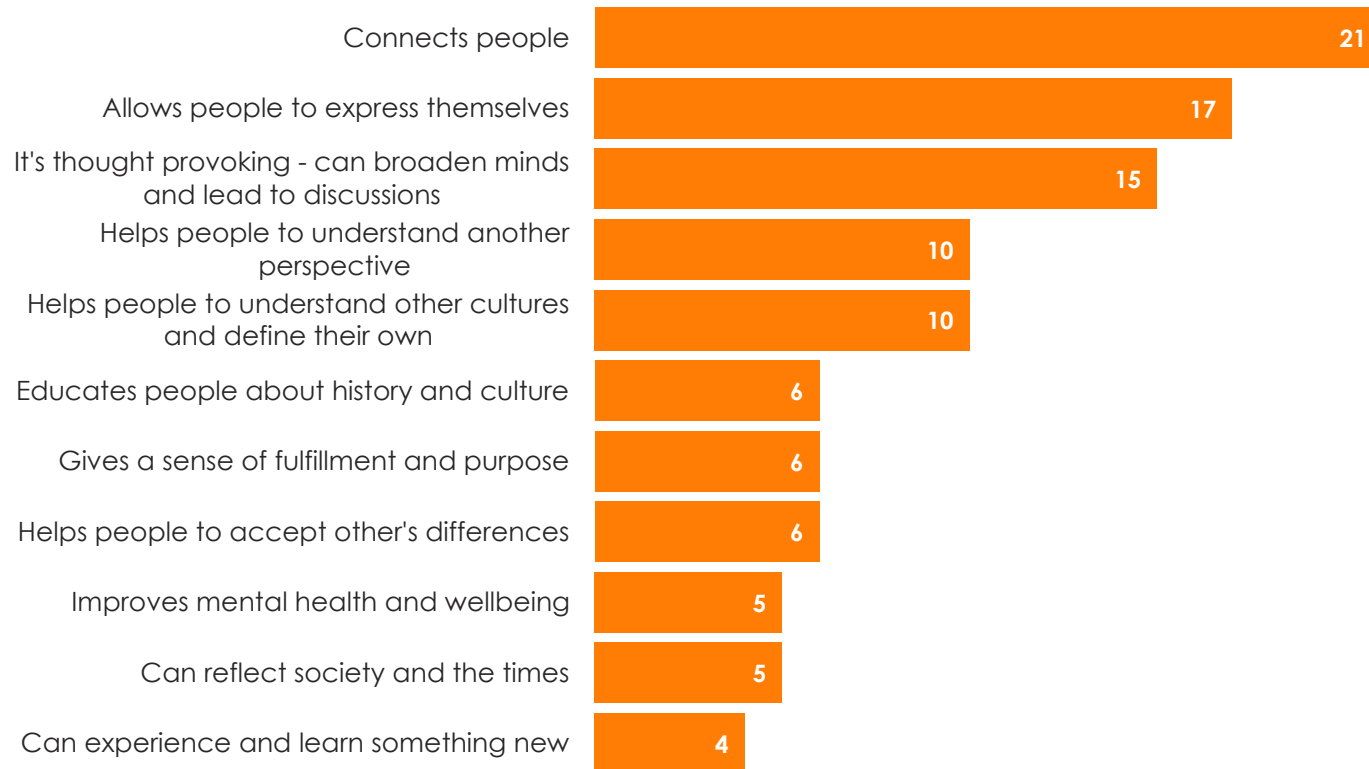 Connects people
21
Allows people to express themselves
17
It's thought provoking - can broaden minds
and lead to discussions
15
Helps people to understand another
perspective
10
Helps people to understand other cultures
and define their own
10
Educates people about history and culture
6
Gives a sense of fulfillment and purpose
6
Helps people to accept other's differences
6
Improves mental health and wellbeing
5
Can reflect society and the times
5
Can experience and learn something new
4